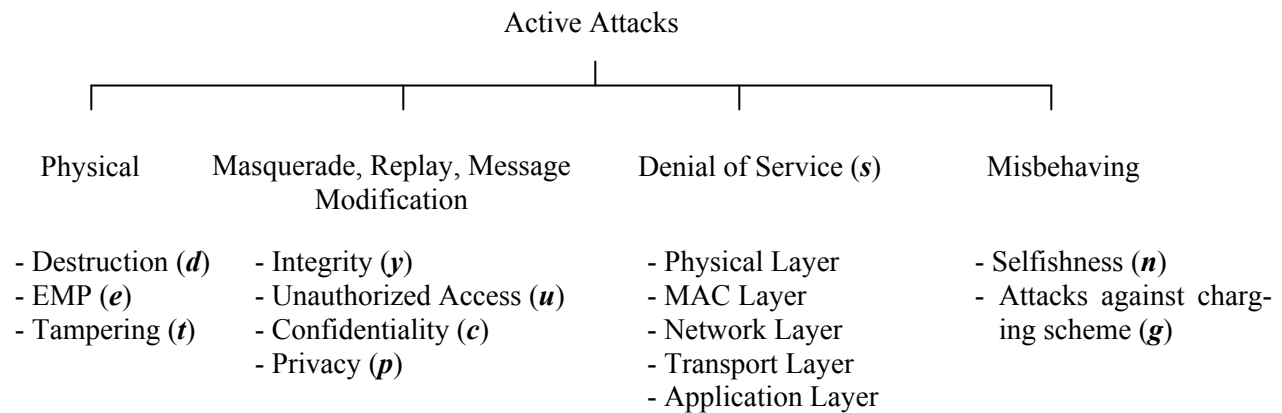 Active Attacks
Physical
Masquerade, Replay, Message
Modification
Denial of Service (s)
Misbehaving
- Destruction (d)
- EMP (e)
- Tampering (t)
- Integrity (y)
- Unauthorized Access (u)
- Confidentiality (c)
- Privacy (p)
- Physical Layer
- MAC Layer
- Network Layer
- Transport Layer
- Application Layer
- Selfishness (n)
- Attacks against charg-
ing scheme (g)